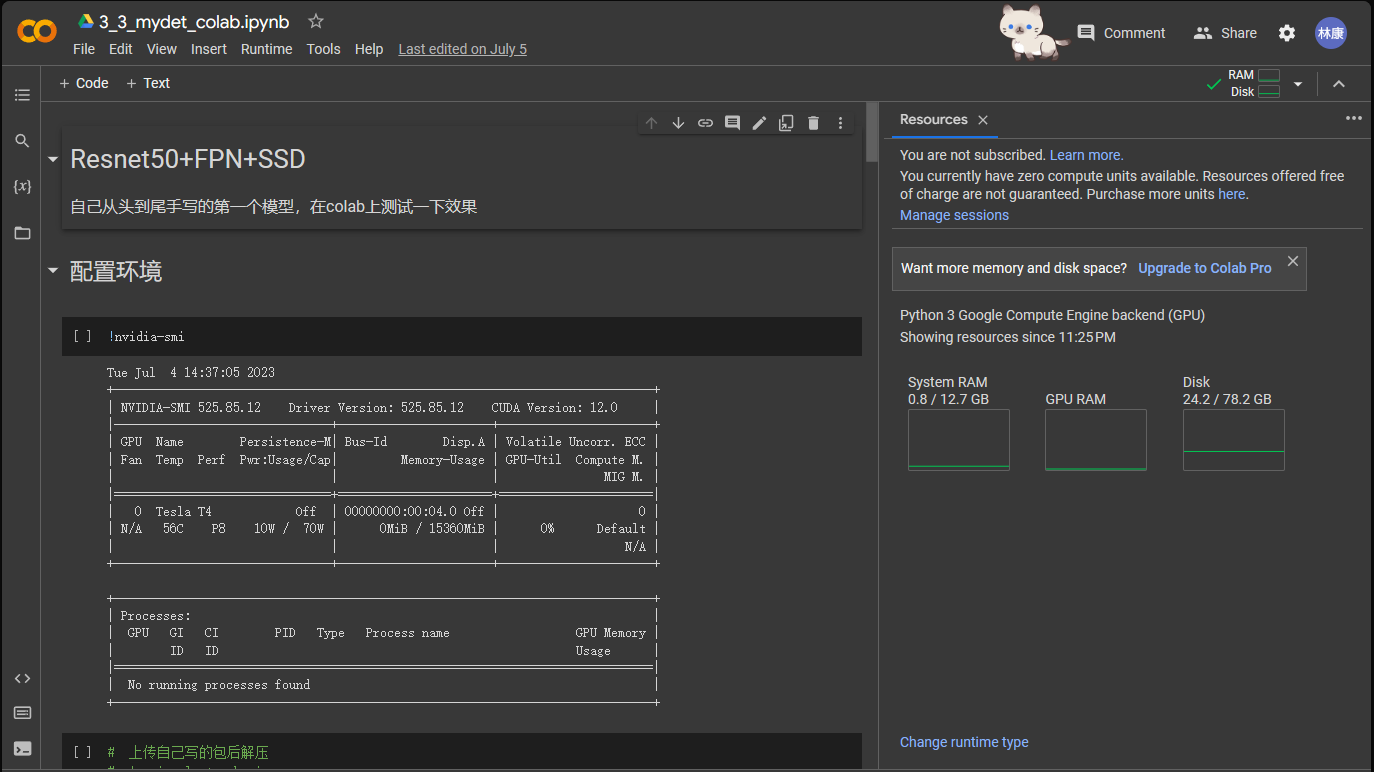 3_3_mydet_colab.ipynb
File Edit View Insert Runtime Tools Help Last edited on July 5
Comment Share 林康
+ Code + Text
RAM
Disk
Resnet50+FPN+SSD
自己从头到尾手写的第一个模型，在colab上测试一下效果
配置环境
[ ] !nvidia-smi
Tue Jul  4 14:37:05 2023
NVIDIA-SMI 525.85.12    Driver Version: 525.85.12    CUDA Version: 12.0
GPU  Name        Persistence-M| Bus-Id        Disp.A | Volatile Uncorr. ECC |
Fan  Temp  Perf  Pwr:Usage/Cap|         Memory-Usage | GPU-Util  Compute M. |
MIG M. |
0  Tesla T4            Off  | 00000000:00:04.0 Off |                    0 |
N/A   56C    P8    10W /  70W |      0MiB / 15360MiB |      0%      Default |
N/A |
Processes:
GPU   GI   CI        PID   Type   Process name                  GPU Memory |
ID   ID                                                   Usage      |
No running processes found
[ ] # 上传自己写的包后解压
Resources
You are not subscribed. Learn more.
You currently have zero compute units available. Resources offered free
of charge are not guaranteed. Purchase more units here.
Manage sessions
Want more memory and disk space? Upgrade to Colab Pro
Python 3 Google Compute Engine backend (GPU)
Showing resources since 11:25 PM
System RAM
0.8 / 12.7 GB
GPU RAM
Disk
24.2 / 78.2 GB
Change runtime type